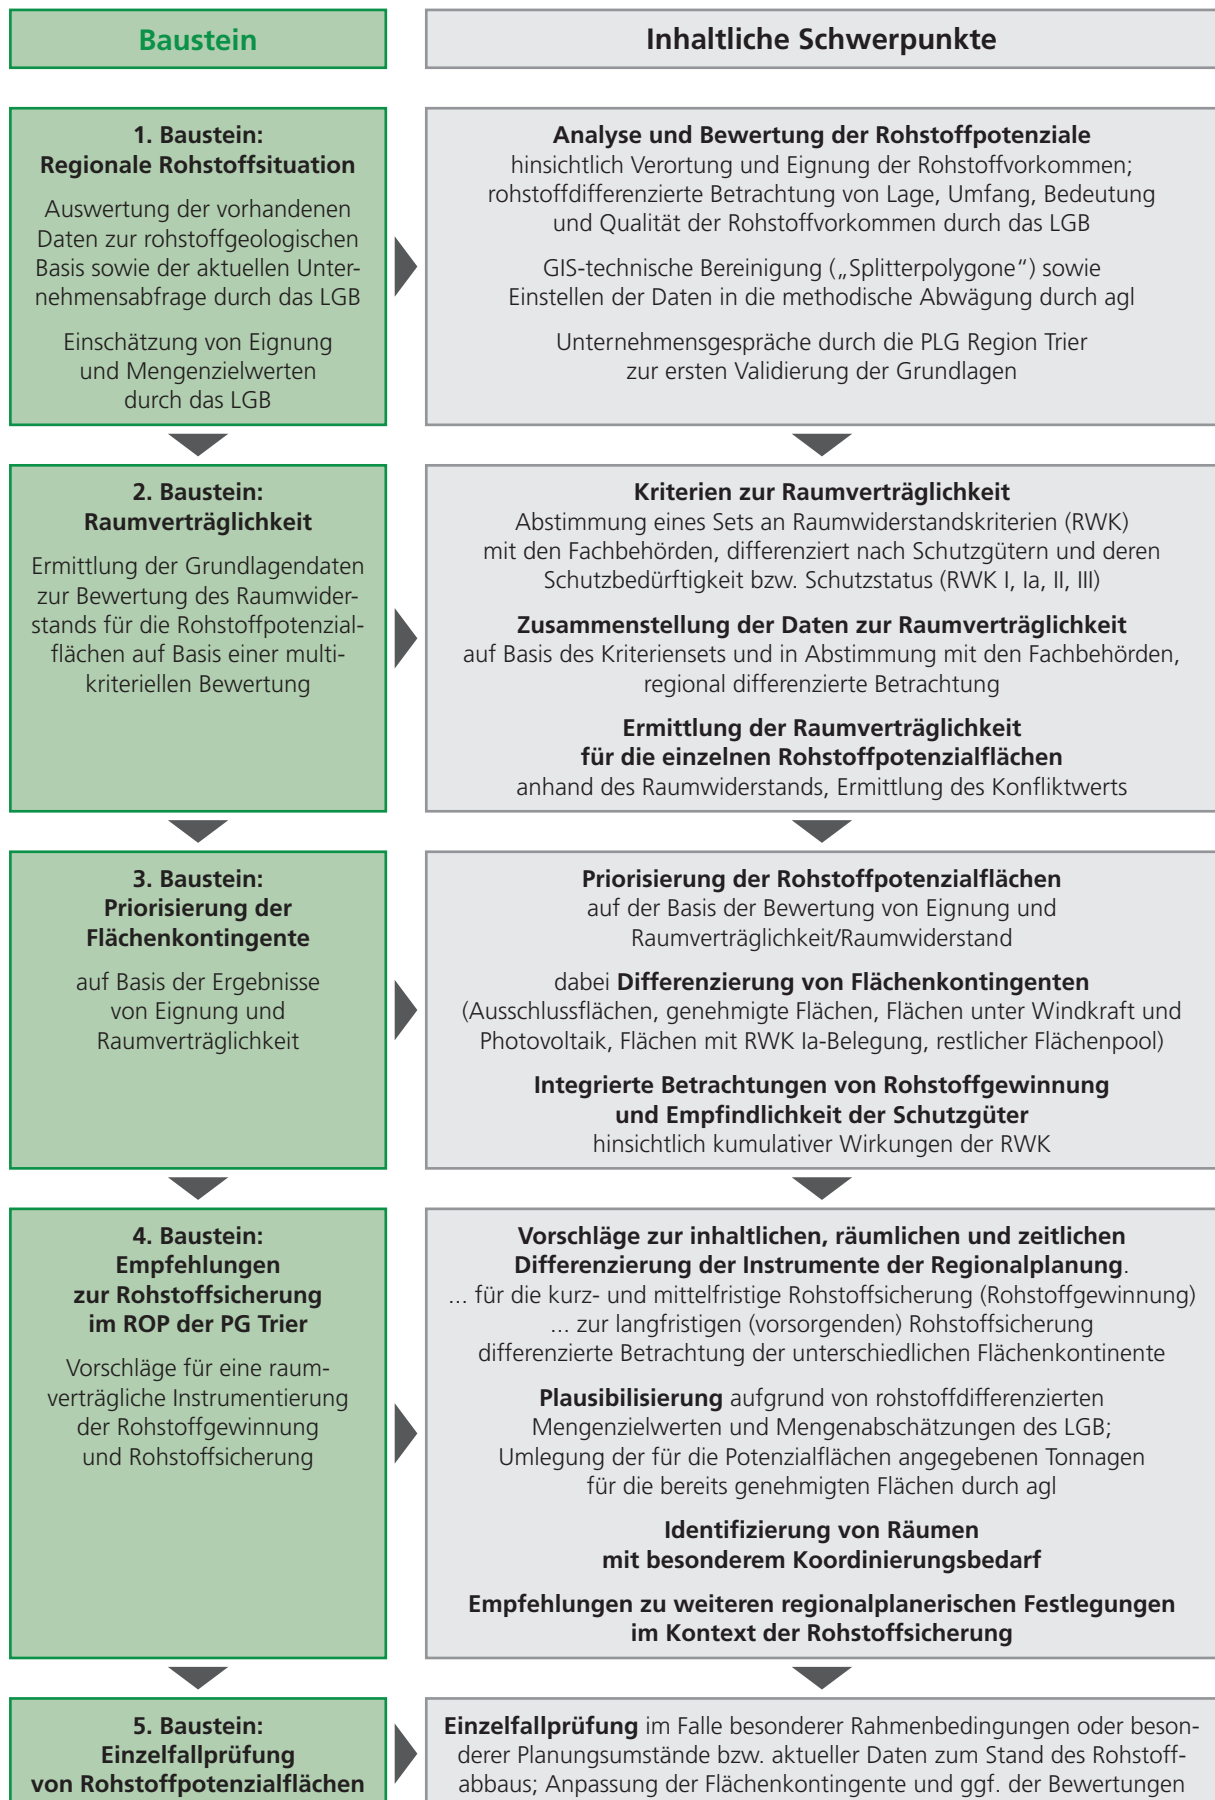 Baustein
Inhaltliche Schwerpunkte
1. Baustein:
Regionale Rohstoffsituation
Auswertung der vorhandenen
Daten zur rohstoffgeologischen
Basis sowie der aktuellen Unter-
nehmensabfrage durch das LGB
Einschätzung von Eignung
und Mengenzielwerten
durch das LGB
Analyse und Bewertung der Rohstoffpotenziale
hinsichtlich Verortung und Eignung der Rohstoffvorkommen;
rohstoffdifferenzierte Betrachtung von Lage, Umfang, Bedeutung
und Qualität der Rohstoffvorkommen durch das LGB
GIS-technische Bereinigung („Splitterpolygone“) sowie
Einstellen der Daten in die methodische Abwägung durch agl
Unternehmensgespräche durch die PLG Region Trier
zur ersten Validierung der Grundlagen
2. Baustein:
Raumverträglichkeit
Ermittlung der Grundlagendaten
zur Bewertung des Raumwider-
stands für die Rohstoffpotenzial-
flächen auf Basis einer multi-
kriteriellen Bewertung
Kriterien zur Raumverträglichkeit
Abstimmung eines Sets an Raumwiderstandskriterien (RWK)
mit den Fachbehörden, differenziert nach Schutzgütern und deren
Schutzbedürftigkeit bzw. Schutzstatus (RWK I, Ia, II, III)
Zusammenstellung der Daten zur Raumverträglichkeit
auf Basis des Kriteriensets und in Abstimmung mit den Fachbehörden,
regional differenzierte Betrachtung
Ermittlung der Raumverträglichkeit
für die einzelnen Rohstoffpotenzialflächen
anhand des Raumwiderstands, Ermittlung des Konfliktwerts
3. Baustein:
Priorisierung der
Flächenkontingente
auf Basis der Ergebnisse
von Eignung und
Raumverträglichkeit
Priorisierung der Rohstoffpotenzialflächen
auf der Basis der Bewertung von Eignung und
Raumverträglichkeit/Raumwiderstand
dabei Differenzierung von Flächenkontingenten
(Ausschlussflächen, genehmigte Flächen, Flächen unter Windkraft und
Photovoltaik, Flächen mit RWK Ia-Belegung, restlicher Flächenpool)
Integrierte Betrachtungen von Rohstoffgewinnung
und Empfindlichkeit der Schutzgüter
hinsichtlich kumulativer Wirkungen der RWK
4. Baustein:
Empfehlungen
zur Rohstoffsicherung
im ROP der PG Trier
Vorschläge für eine raum-
verträgliche Instrumentierung
der Rohstoffgewinnung
und Rohstoffsicherung
Vorschläge zur inhaltlichen, räumlichen und zeitlichen
Differenzierung der Instrumente der Regionalplanung.
... für die kurz- und mittelfristige Rohstoffsicherung (Rohstoffgewinnung)
... zur langfristigen (vorsorgenden) Rohstoffsicherung
differenzierte Betrachtung der unterschiedlichen Flächenkontinente
Plausibilisierung aufgrund von rohstoffdifferenzierten
Mengenzielwerten und Mengenabschätzungen des LGB;
Umlegung der für die Potenzialflächen angegebenen Tonnagen
für die bereits genehmigten Flächen durch agl
Identifizierung von Räumen
mit besonderem Koordinierungsbedarf
Empfehlungen zu weiteren regionalplanerischen Festlegungen
im Kontext der Rohstoffsicherung
5. Baustein:
Einzelfallprüfung
von Rohstoffpotenzialflächen
Einzelfallprüfung im Falle besonderer Rahmenbedingungen oder beson-
derer Planungsumstände bzw. aktueller Daten zum Stand des Rohstoff-
abbaus; Anpassung der Flächenkontingente und ggf. der Bewertungen